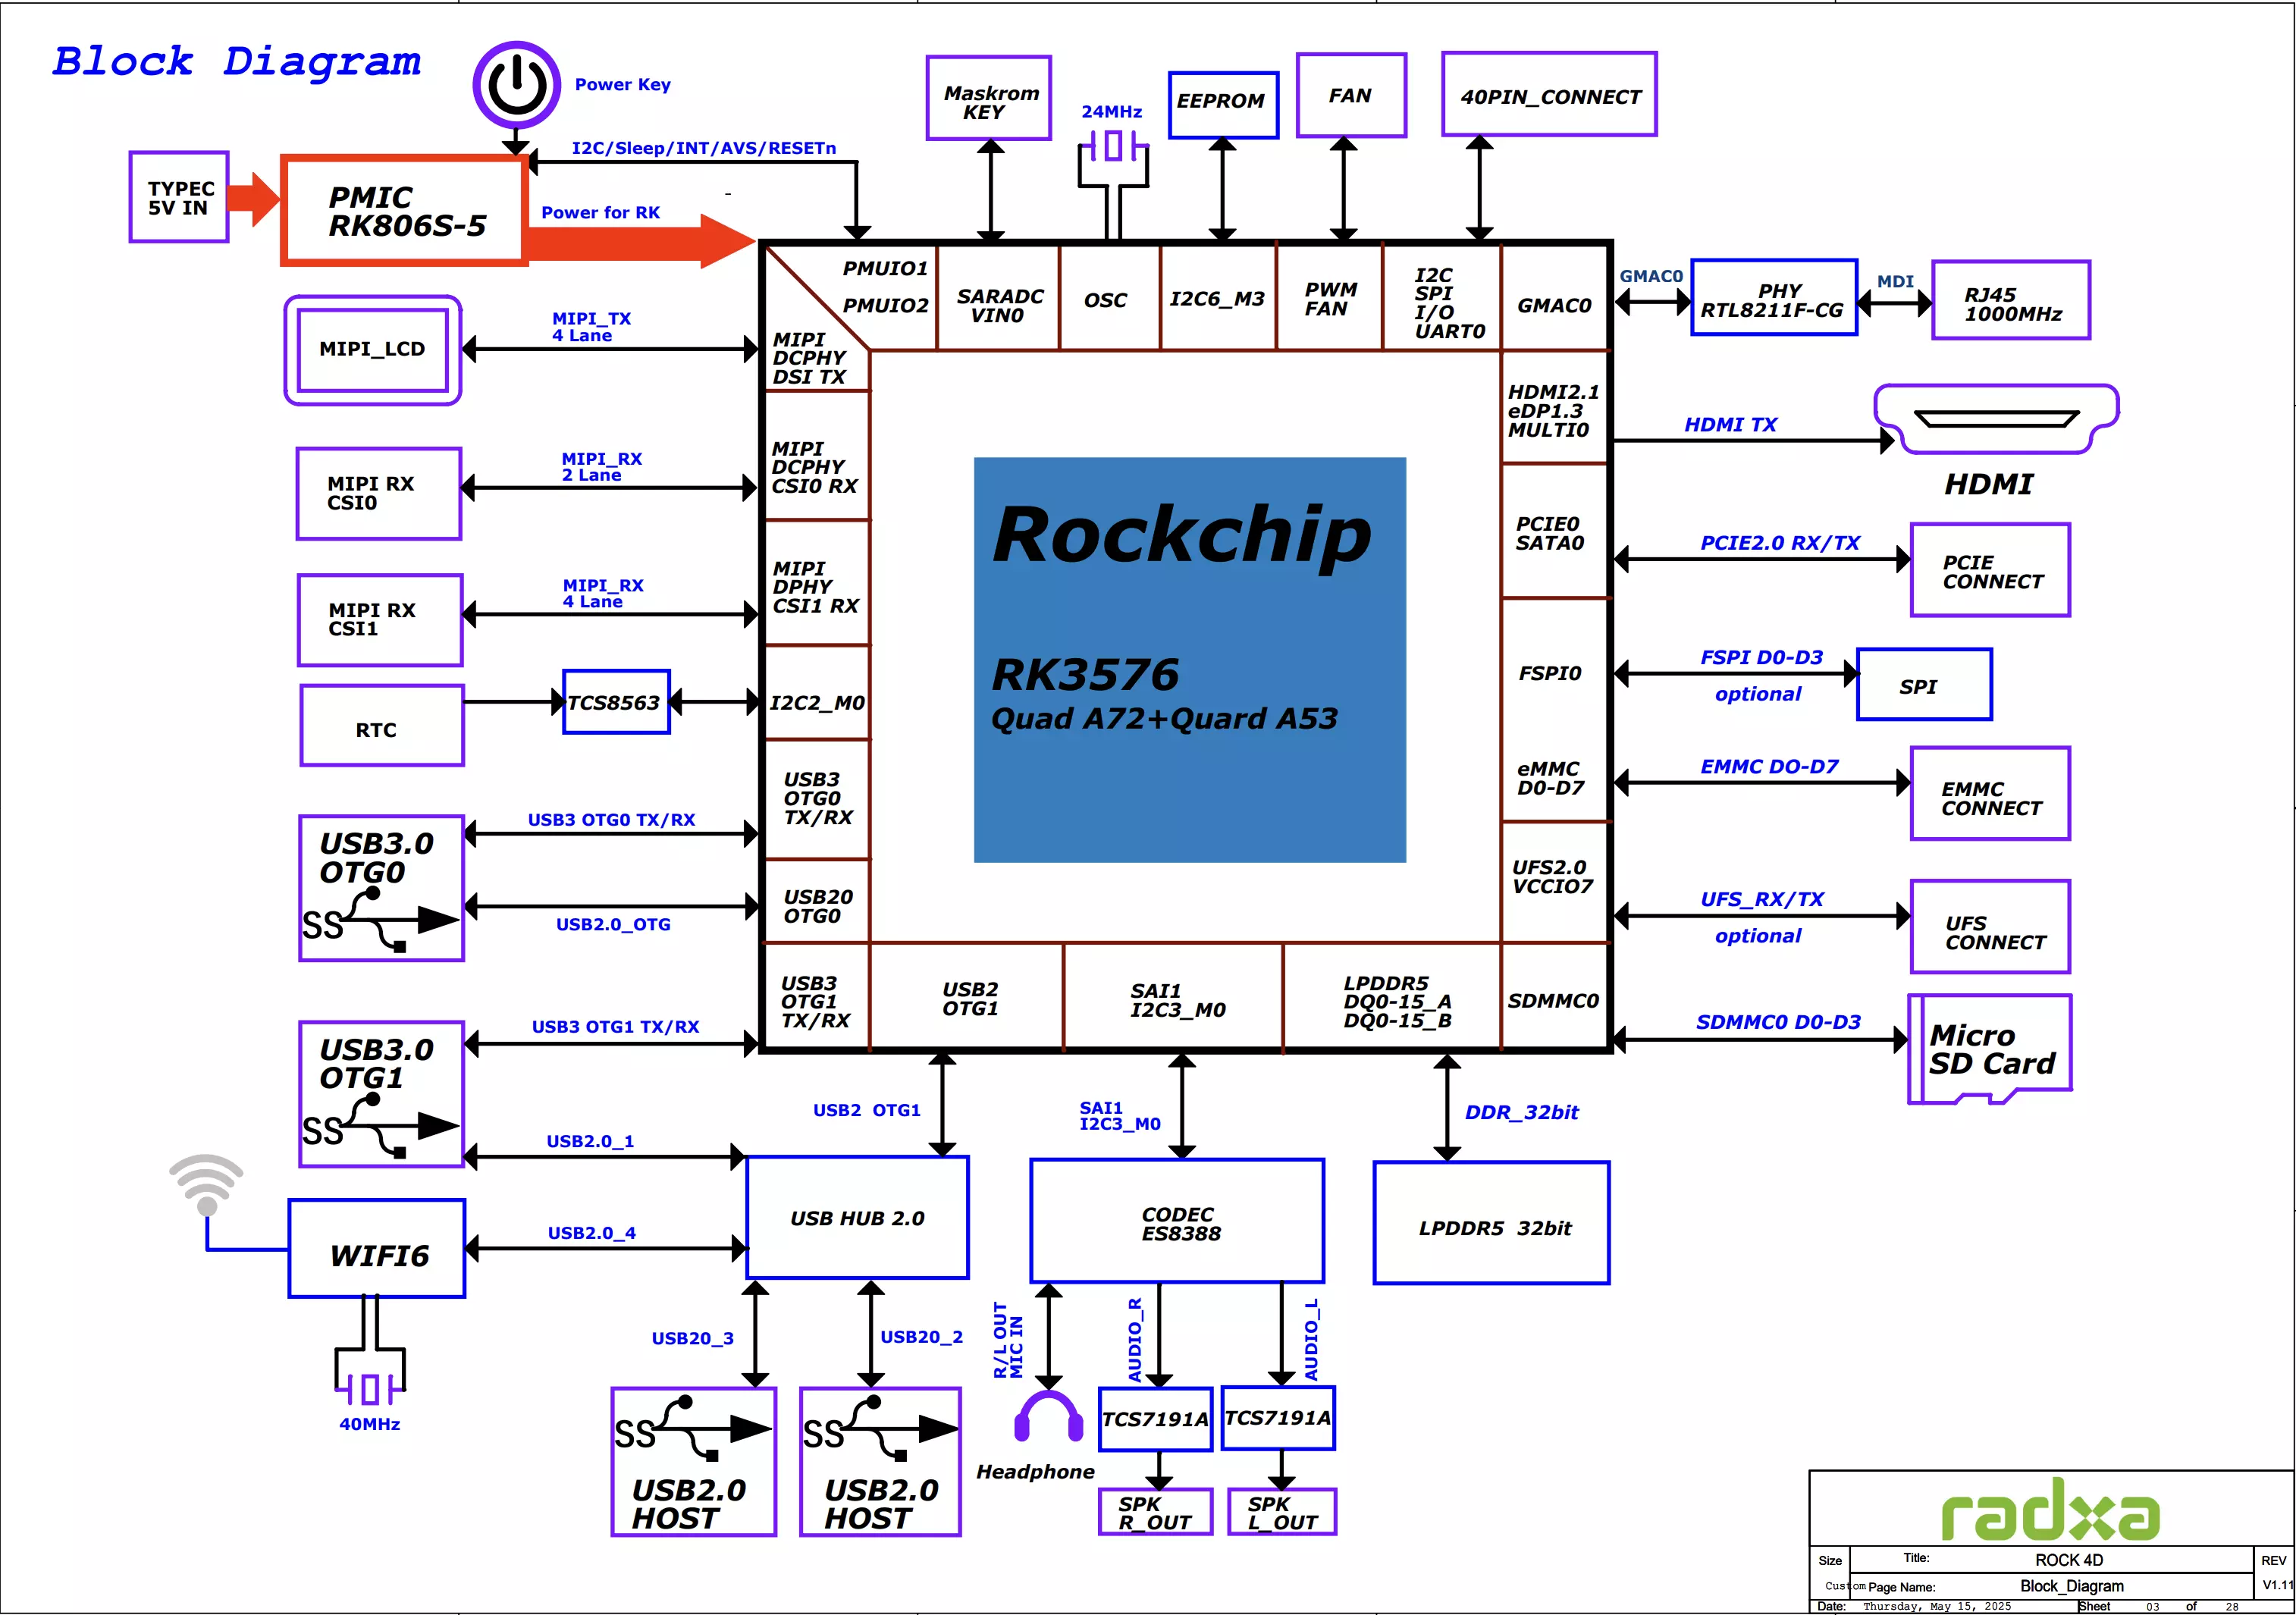 Block Diagram
Power Key
Maskrom
KEY
24MHz
EEPROM
FAN
40PIN_CONNECT
I2C/Sleep/INT/AVS/RESETn
TYPEC
5V IN
PMIC
RK806S-5
Power for RK
-
PMUIO1
PMUIO2
SARADC
VIN0
OSC
I2C6_M3
PWM
FAN
I2C
SPI
I/O
UART0
GMAC0
GMAC0
PHY
RTL8211F-CG
MDI
RJ45
1000MHz
MIPI_LCD
MIPI_TX
4 Lane
MIPI
DCPHY
DSI TX
HDMI2.1
eDP1.3
MULTI0
HDMI TX
HDMI
MIPI RX
CSI0
MIPI_RX
2 Lane
MIPI
DCPHY
CSI0 RX
Rockchip
RK3576
Quad A72+Quard A53
PCIE0
SATA0
PCIE2.0 RX/TX
PCIE
CONNECT
MIPI RX
CSI1
MIPI_RX
4 Lane
MIPI
DPHY
CSI1 RX
FSPI0
FSPI D0-D3
optional
SPI
RTC
TCS8563
I2C2_M0
eMMC
D0-D7
EMMC DO-D7
EMMC
CONNECT
USB3.0
OTG0
SS
USB3 OTG0 TX/RX
USB2.0_OTG
USB3
OTG0
TX/RX
USB20
OTG0
UFS2.0
VCCIO7
UFS_RX/TX
optional
UFS
CONNECT
USB3
OTG1
TX/RX
USB2
OTG1
SAI1
I2C3_M0
LPDDR5
DQ0-15_A
DQ0-15_B
SDMMC0
SDMMC0 D0-D3
Micro
SD Card
USB3.0
OTG1
SS
USB3 OTG1 TX/RX
USB2.0_1
USB2 OTG1
SAI1
I2C3_M0
DDR_32bit
WIFI6
USB2.0_4
USB HUB 2.0
CODEC
ES8388
LPDDR5 32bit
40MHz
USB20_3
USB20_2
R/L OUT
MIC IN
AUDIO_R
AUDIO_L
SS
USB2.0
HOST
SS
USB2.0
HOST
Headphone
TCS7191A
TCS7191A
SPK
R_OUT
SPK
L_OUT
radxa
Size
Custom
Title:
ROCK 4D
REV
V1.11
Page Name:
Block_Diagram
Date:
Thursday, May 15, 2025
Sheet
03
of
28